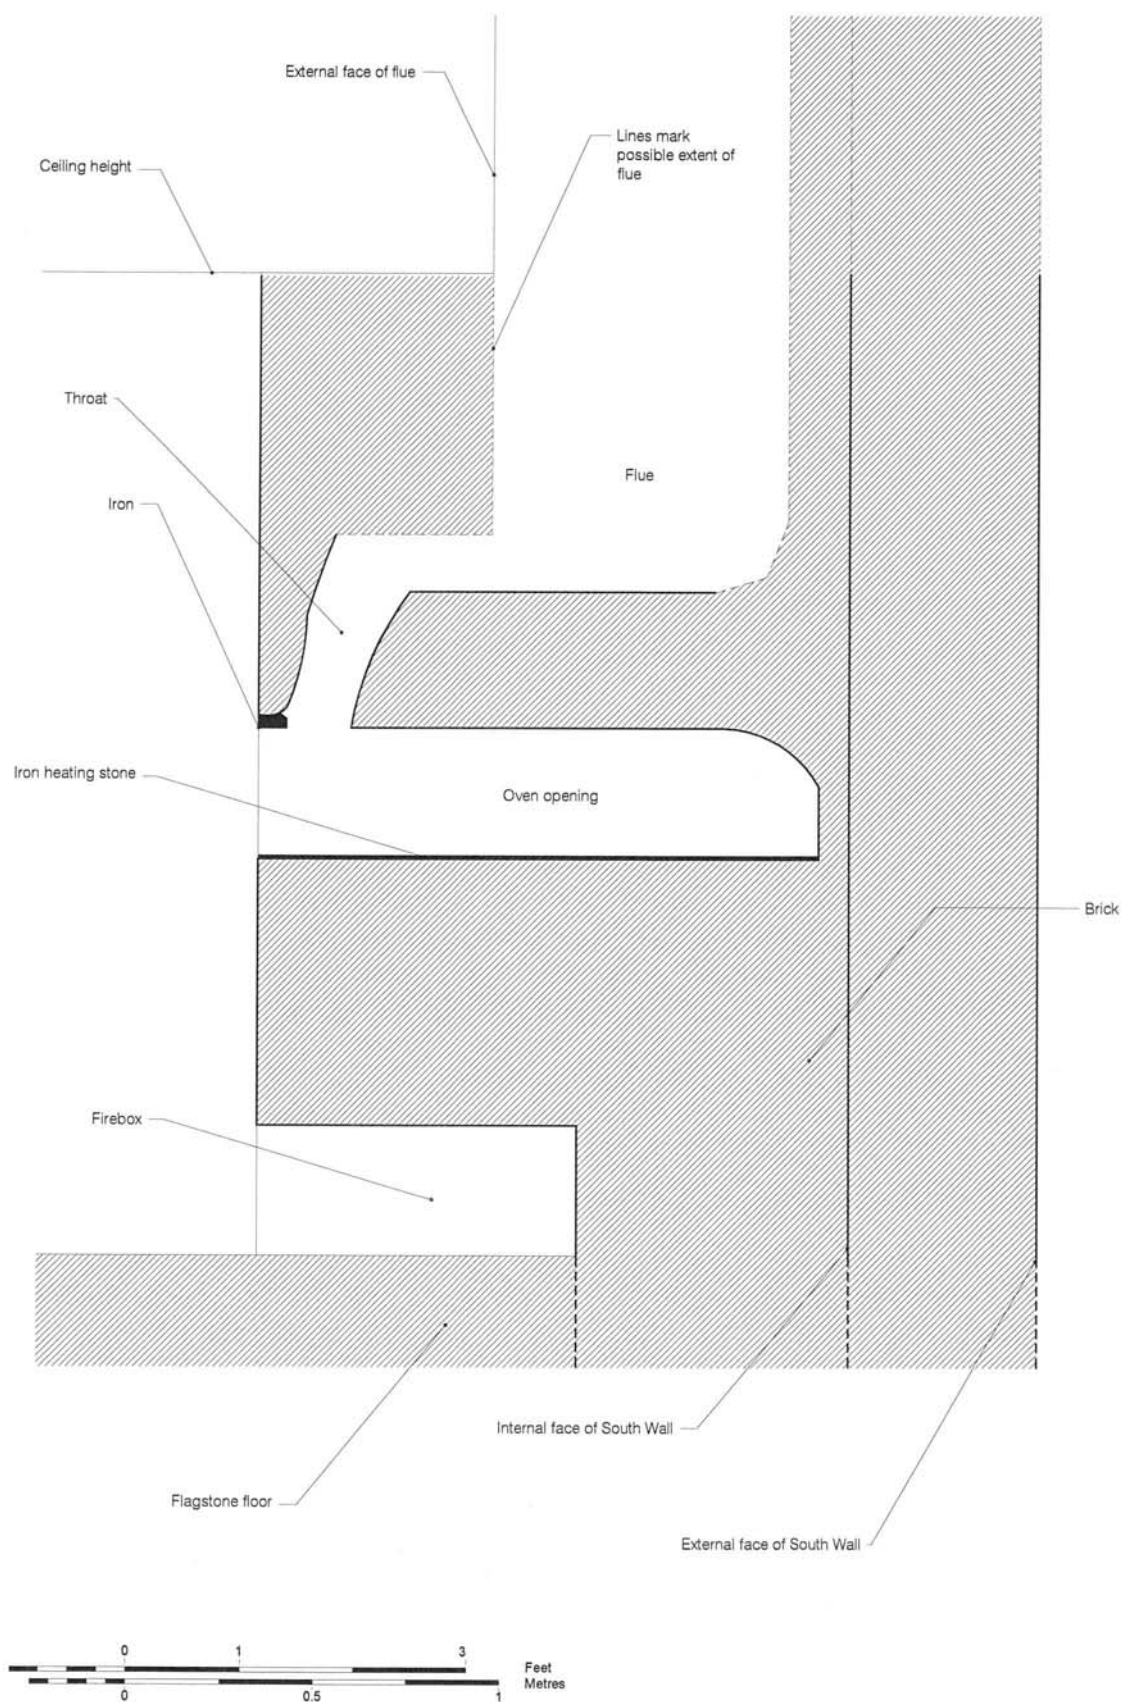 External face of flue
Lines mark
possible extent of
flue
Ceiling height
Throat
Flue
Iron
Iron heating stone
Oven opening
Brick
Firebox
Internal face of South Wall
Flagstone floor
External face of South Wall
0 1 3
Feet
Metres
0 0.5 1